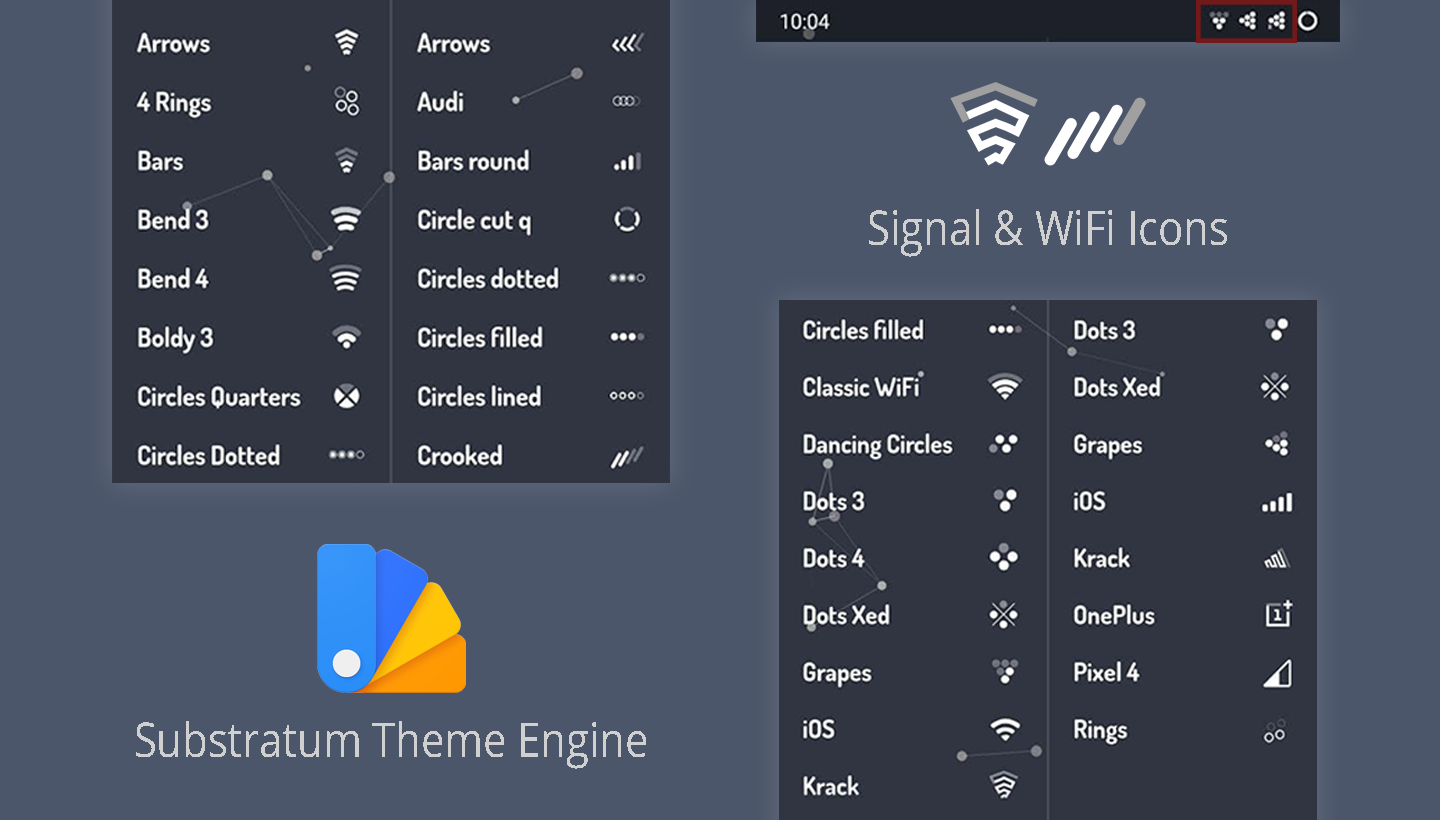 Arrows
4 Rings
Bars
Bend 3
Bend 4
Boldy 3
Circles Quarters
Circles Dotted
Arrows
Audi
Bars round
Circle cut q
Circles dotted
Circles filled
Circles lined
Crooked
Substratum Theme Engine
10:04
Signal & WiFi Icons
Circles filled
Classic WiFi
Dancing Circles
Dots 3
Dots 4
Dots Xed
Grapes
iOS
Krack
Dots 3
Dots Xed
Grapes
iOS
Krack
OnePlus
Pixel 4
Rings